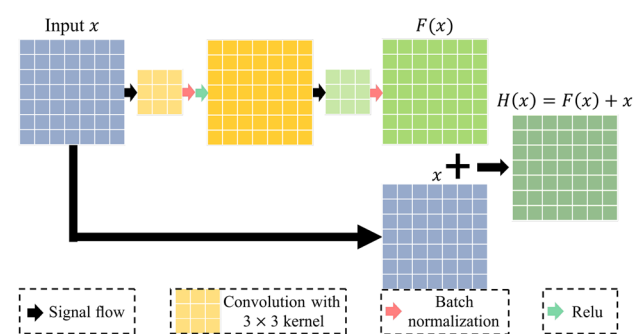 Input x
F(x)
H(x) = F(x) + x
x
+
Signal flow
Convolution with
3 × 3 kernel
Batch
normalization
Relu